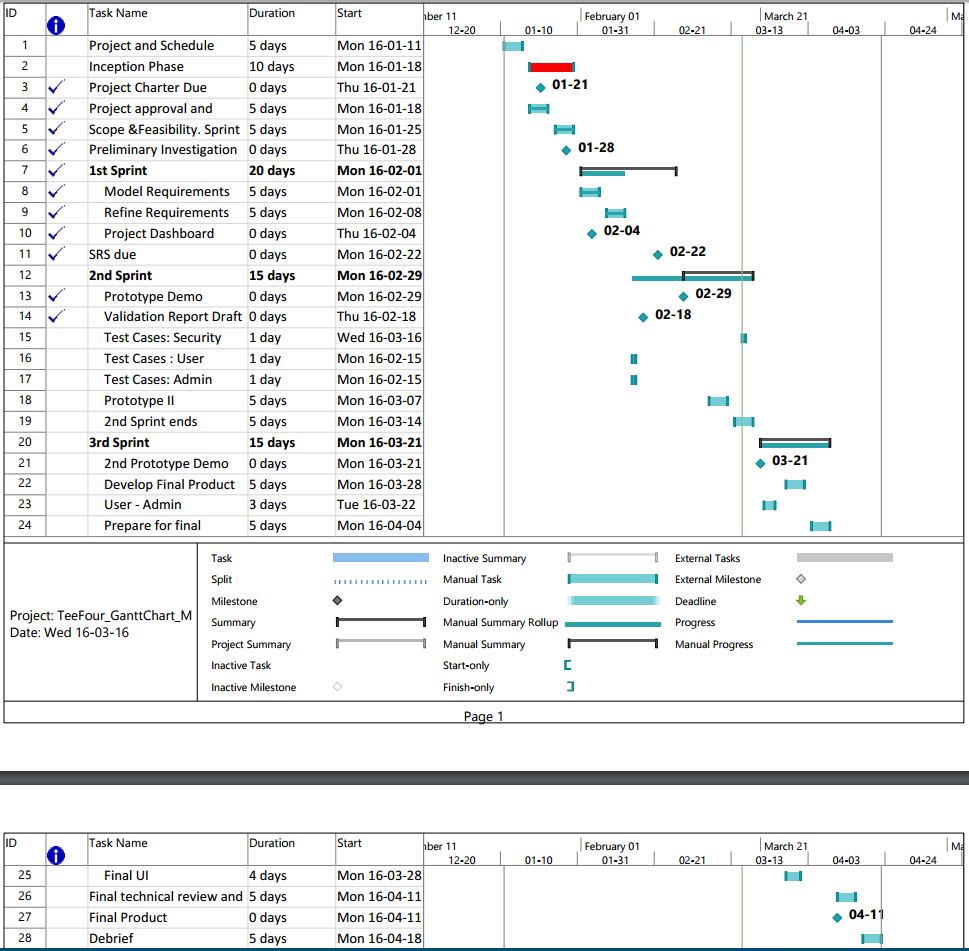 ID Task Name Duration Start ber 11 February 01 March 21 Ma
12-20 01-10 01-31 02-21 03-13 04-03 04-24
1 Project and Schedule 5 days Mon 16-01-11
2 Inception Phase 10 days Mon 16-01-18
3 Project Charter Due 0 days Thu 16-01-21 01-21
4 Project approval and 5 days Mon 16-01-18
5 Scope &Feasibility. Sprint 5 days Mon 16-01-25
6 Preliminary Investigation 0 days Thu 16-01-28 01-28
7 1st Sprint 20 days Mon 16-02-01
8 Model Requirements 5 days Mon 16-02-01
9 Refine Requirements 5 days Mon 16-02-08
10 Project Dashboard 0 days Thu 16-02-04 02-04
11 SRS due 0 days Mon 16-02-22 02-22
12 2nd Sprint 15 days Mon 16-02-29
13 Prototype Demo 0 days Mon 16-02-29 02-29
14 Validation Report Draft 0 days Thu 16-02-18 02-18
15 Test Cases: Security 1 day Wed 16-03-16
16 Test Cases : User 1 day Mon 16-02-15
17 Test Cases: Admin 1 day Mon 16-02-15
18 Prototype II 5 days Mon 16-03-07
19 2nd Sprint ends 5 days Mon 16-03-14
20 3rd Sprint 15 days Mon 16-03-21
21 2nd Prototype Demo 0 days Mon 16-03-21 03-21
22 Develop Final Product 5 days Mon 16-03-28
23 User - Admin 3 days Tue 16-03-22
24 Prepare for final 5 days Mon 16-04-04
Project: TeeFour_GanttChart_M
Date: Wed 16-03-16
Task Inactive Summary External Tasks
Split Manual Task External Milestone
Milestone Duration-only Deadline
Summary Manual Summary Rollup Progress
Project Summary Manual Summary Manual Progress
Inactive Task Start-only
Inactive Milestone Finish-only
Page 1
ID Task Name Duration Start ber 11 February 01 March 21 Ma
12-20 01-10 01-31 02-21 03-13 04-03 04-24
25 Final UI 4 days Mon 16-03-28
26 Final technical review and 5 days Mon 16-04-11
27 Final Product 0 days Mon 16-04-11 04-11
28 Debrief 5 days Mon 16-04-18